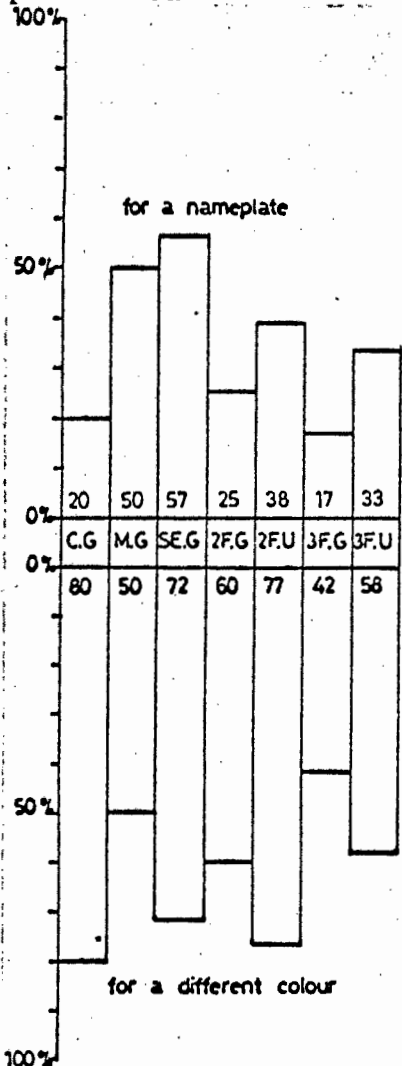 100%
for a nameplate
50%
20 50 57 25 38 17 33
0%
C.G M.G SE.G 2F.G 2F.U 3F.G 3F.U
0%
80 50 72 60 77 42 58
50%
for a different colour
100%